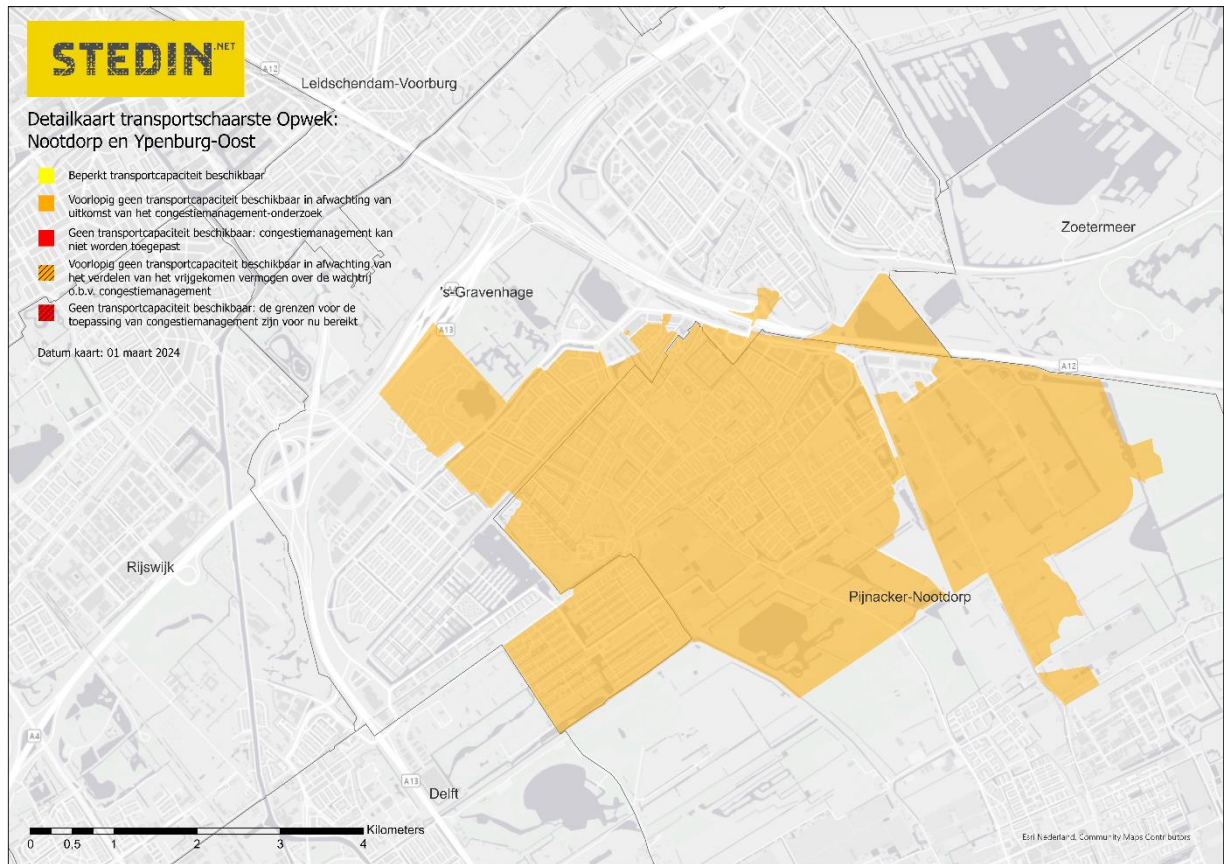 STEDIN.NET
Detailkaart transportschaarste Opwek:
Nootdorp en Ypenburg-Oost
Beperkt transportcapaciteit beschikbaar
Voorlopig geen transportcapaciteit beschikbaar in afwachting van
uitkomst van het congestiemanagement-onderzoek
Geen transportcapaciteit beschikbaar: congestiemanagement kan
niet worden toegepast
Voorlopig geen transportcapaciteit beschikbaar in afwachting van
het verdelen van het vrijgekomen vermogen over de wachtrij
o.b.v. congestiemanagement
Geen transportcapaciteit beschikbaar: de grenzen voor de
toepassing van congestiemanagement zijn voor nu bereikt
Datum kaart: 01 maart 2024
A12
Leidschendam-Voorburg
Zoetermeer
's-Gravenhage
A13
A12
Rijswijk
Pijnacker-Nootdorp
A4
A13
Delft
Kilometers
0 0,5 1 2 3 4
Esri Nederland, Community Maps Contributors